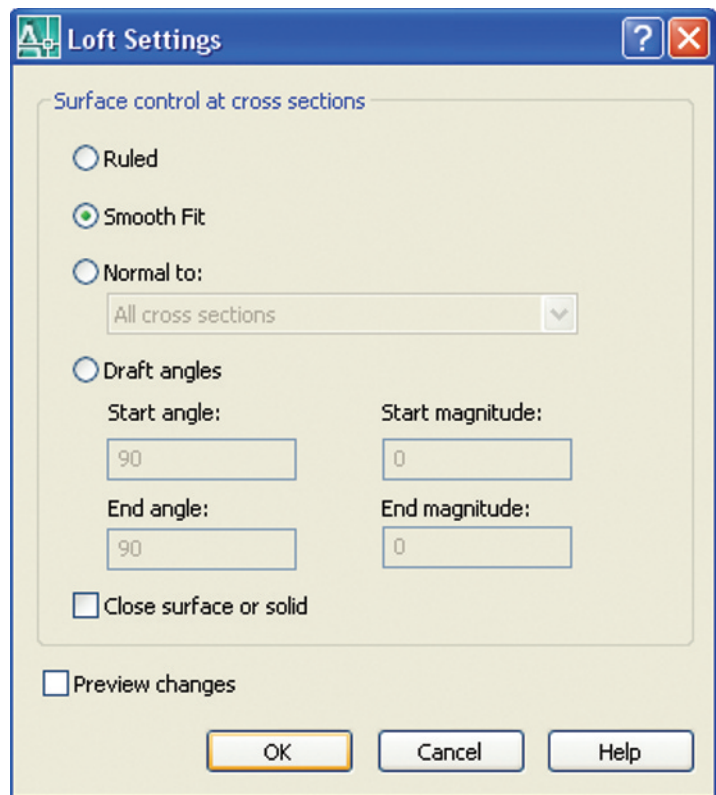 Loft Settings
Surface control at cross sections
Ruled
Smooth Fit
Normal to:
All cross sections
Draft angles
Start angle: Start magnitude:
90 0
End angle: End magnitude:
90 0
Close surface or solid
Preview changes
OK Cancel Help